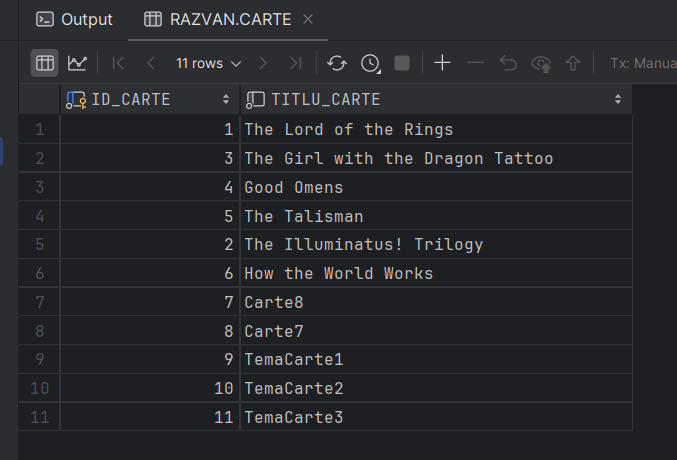 Output RAZVAN.CARTE
11 rows Tx: Manua
ID_CARTE TITLU_CARTE
1 1 The Lord of the Rings
2 3 The Girl with the Dragon Tattoo
3 4 Good Omens
4 5 The Talisman
5 2 The Illuminatus! Trilogy
6 6 How the World Works
7 7 Carte8
8 8 Carte7
9 9 TemaCarte1
10 10 TemaCarte2
11 11 TemaCarte3